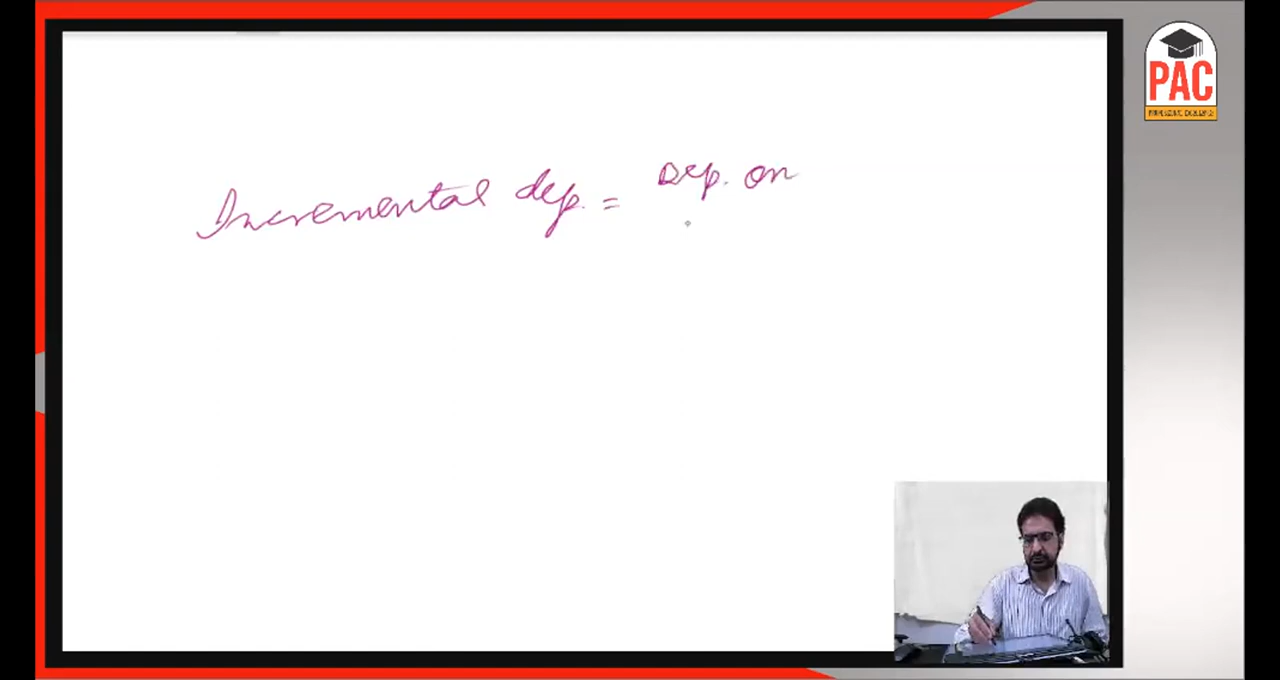 PAC
Incremental dep. = Dep. on